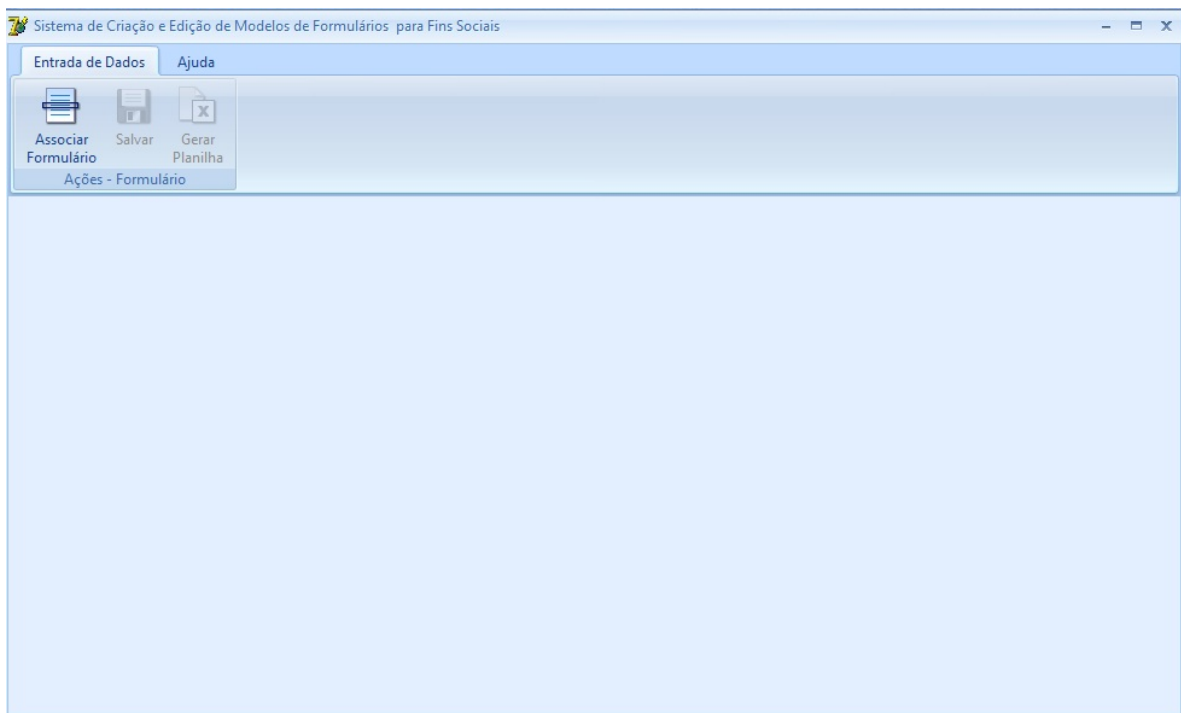 Sistema de Criação e Edição de Modelos de Formulários  para Fins Sociais
Entrada de Dados Ajuda
Associar Formulário
Salvar
Gerar Planilha
Ações - Formulário